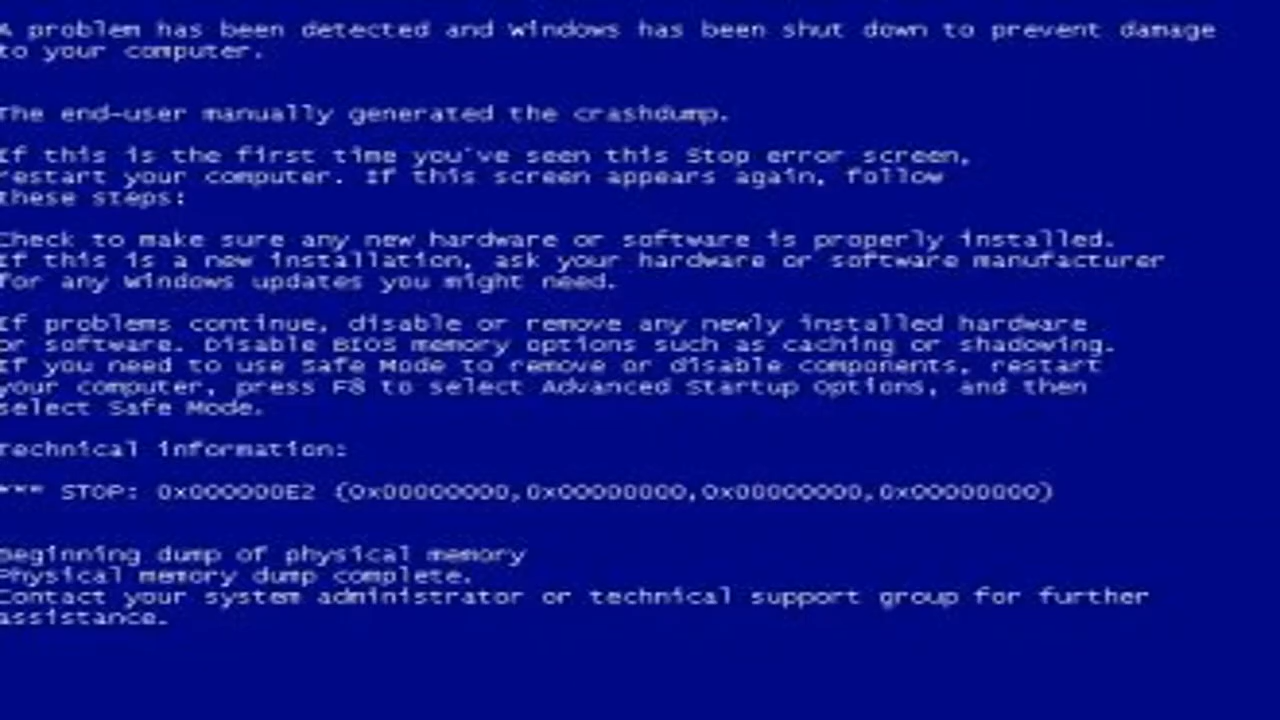 A problem has been detected and Windows has been shut down to prevent damage
to your computer.
The end-user manually generated the crashdump.
If this is the first time you've seen this Stop error screen,
restart your computer. If this screen appears again, follow
these steps:
Check to make sure any new hardware or software is properly installed.
If this is a new installation, ask your hardware or software manufacturer
for any Windows updates you might need.
If problems continue, disable or remove any newly installed hardware
or software. Disable BIOS memory options such as caching or shadowing.
If you need to use Safe Mode to remove or disable components, restart
your computer, press F8 to select Advanced Startup Options, and then
select Safe Mode.
Technical information:
*** STOP: 0x000000E2 (0x00000000,0x00000000,0x00000000,0x00000000)
Beginning dump of physical memory
Physical memory dump complete.
Contact your system administrator or technical support group for further
assistance.